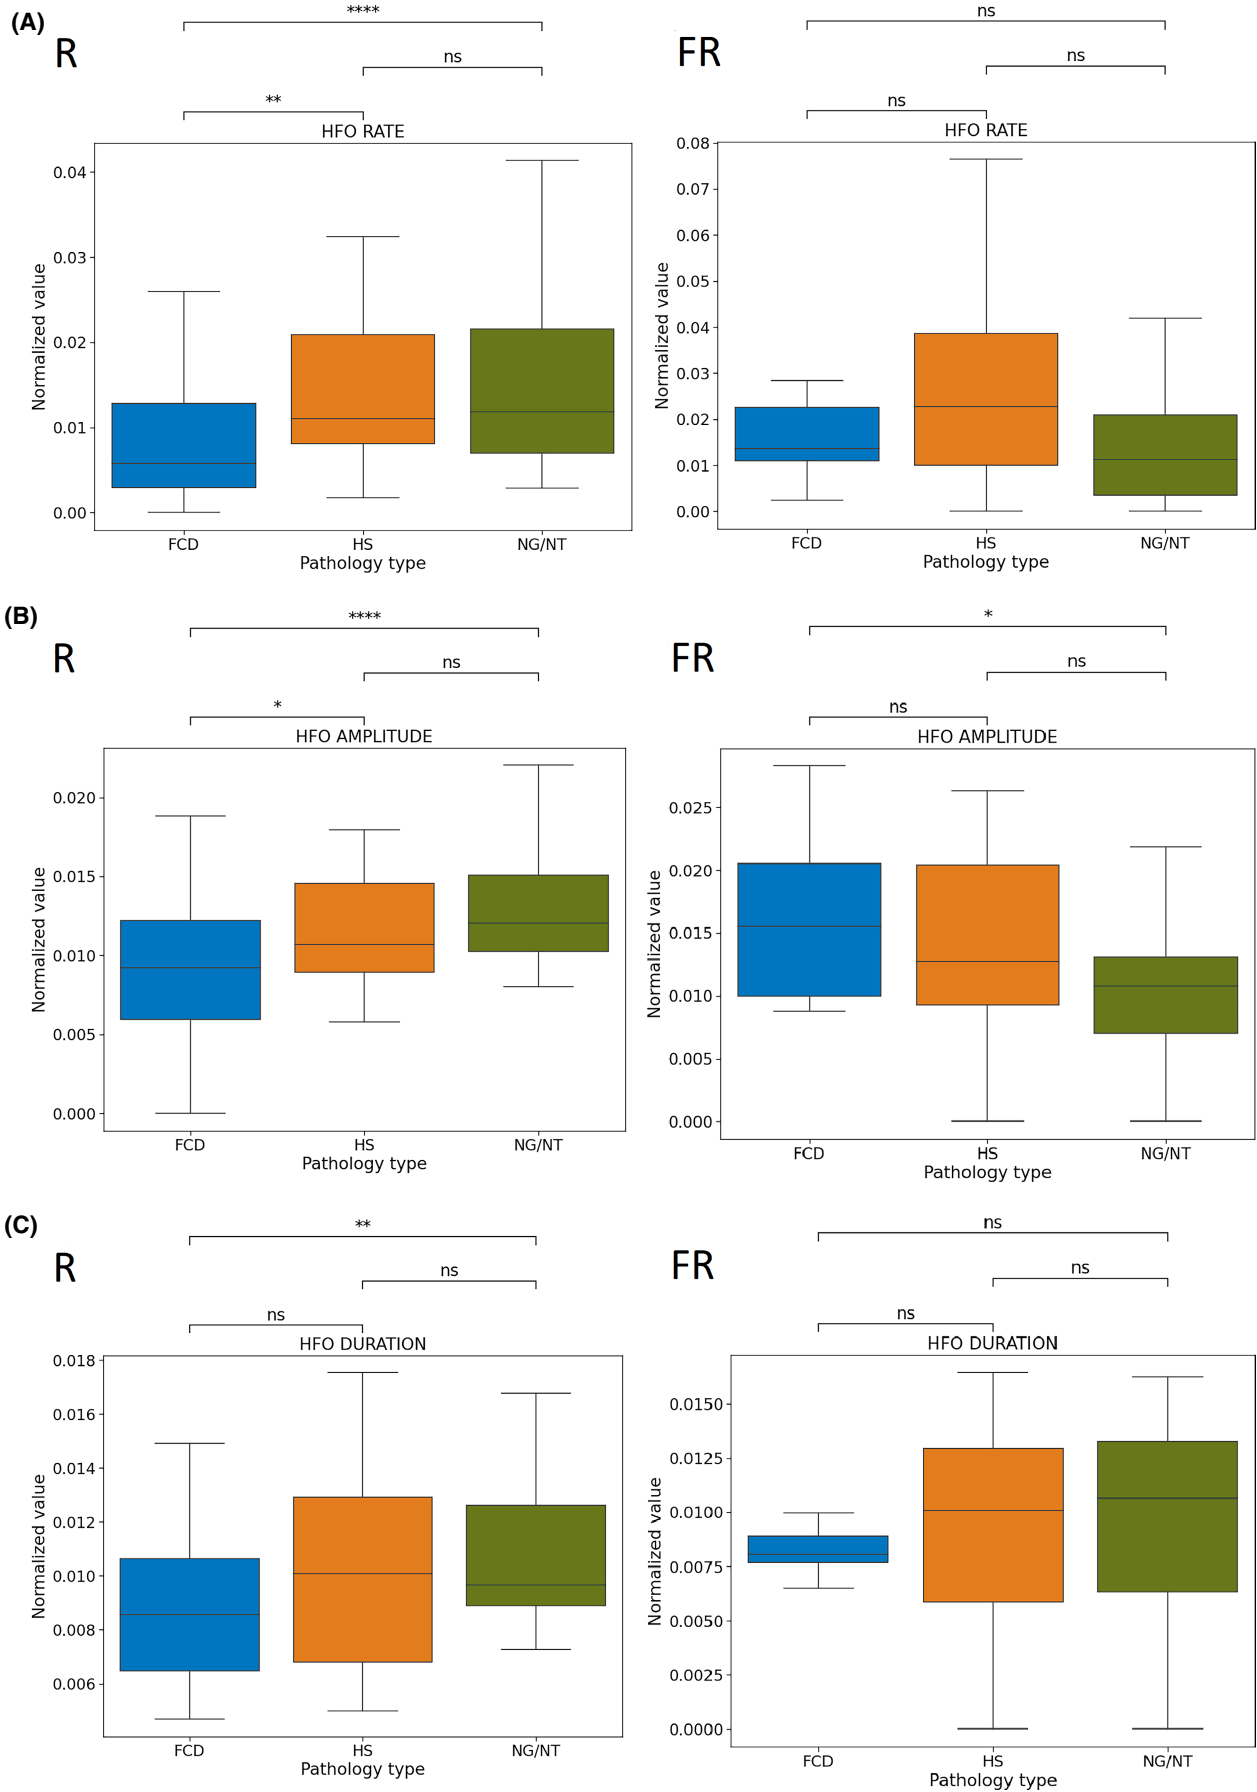 (A)
R
****
ns
**
HFO RATE
0.04
0.03
0.02
0.01
0.00
Normalized value
FCD HS NG/NT
Pathology type
FR
ns
ns
ns
HFO RATE
0.08
0.07
0.06
0.05
0.04
0.03
0.02
0.01
0.00
Normalized value
FCD HS NG/NT
Pathology type
(B)
R
****
ns
*
HFO AMPLITUDE
0.020
0.015
0.010
0.005
0.000
Normalized value
FCD HS NG/NT
Pathology type
FR
*
ns
ns
HFO AMPLITUDE
0.025
0.020
0.015
0.010
0.005
0.000
Normalized value
FCD HS NG/NT
Pathology type
(C)
R
**
ns
ns
HFO DURATION
0.018
0.016
0.014
0.012
0.010
0.008
0.006
Normalized value
FCD HS NG/NT
Pathology type
FR
ns
ns
ns
HFO DURATION
0.0150
0.0125
0.0100
0.0075
0.0050
0.0025
0.0000
Normalized value
FCD HS NG/NT
Pathology type